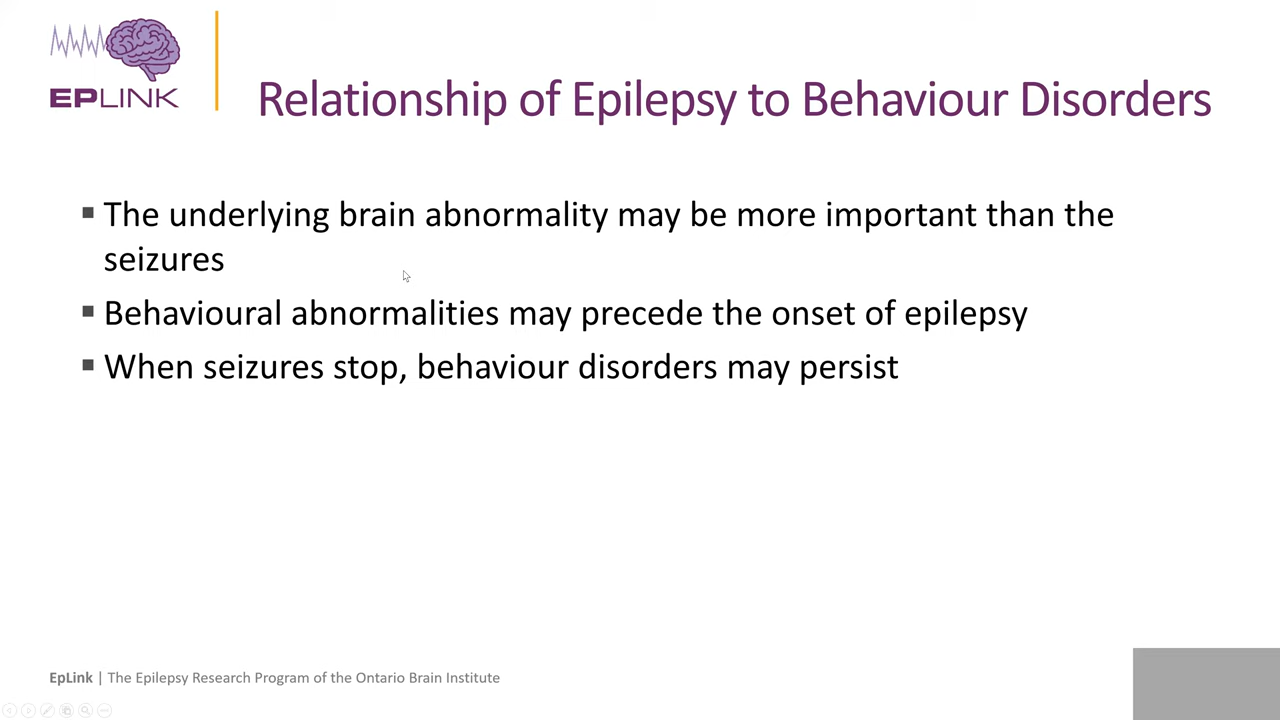 EPLINK
Relationship of Epilepsy to Behaviour Disorders
▪ The underlying brain abnormality may be more important than the
seizures
▪ Behavioural abnormalities may precede the onset of epilepsy
▪ When seizures stop, behaviour disorders may persist
EpLink | The Epilepsy Research Program of the Ontario Brain Institute